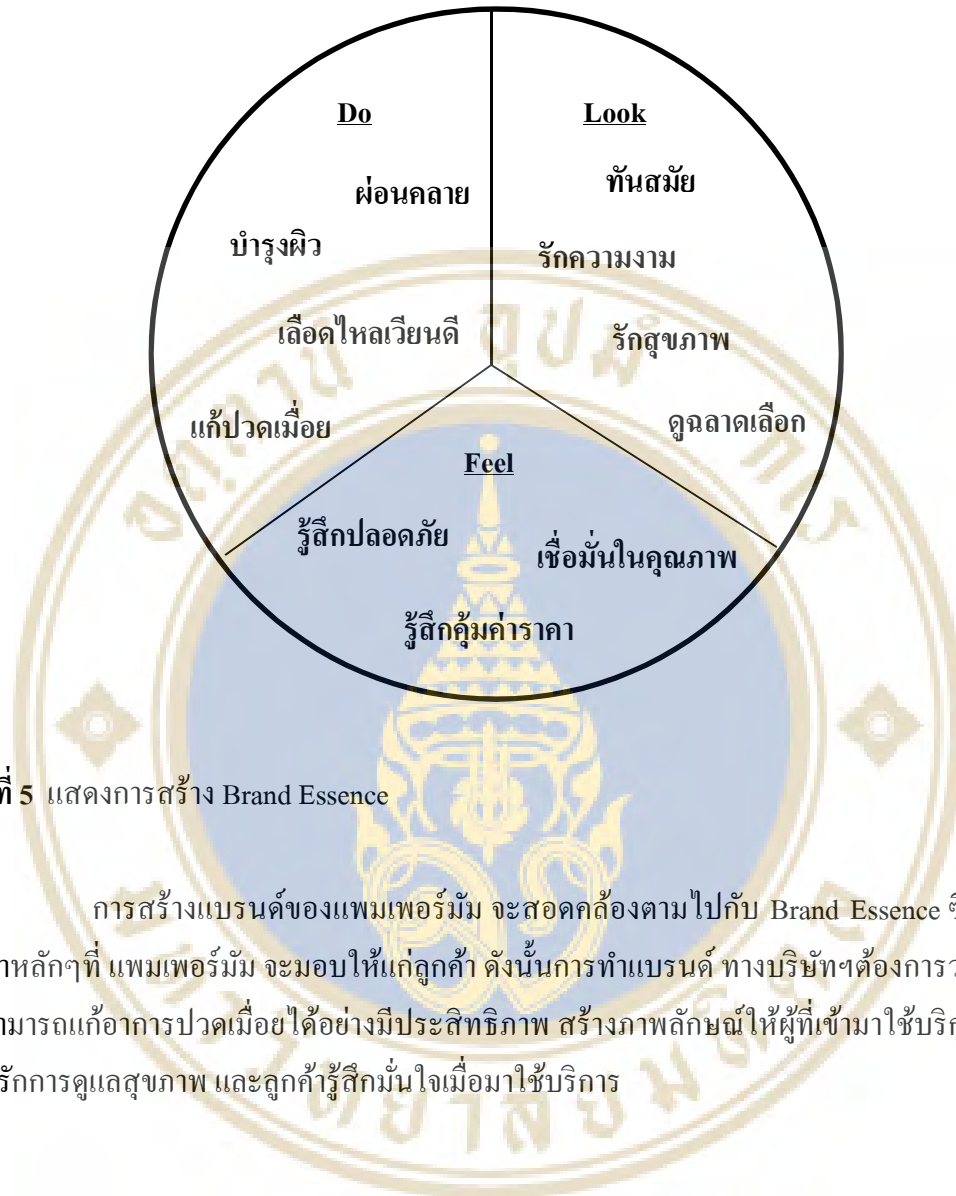 Do
ผ่อนคลาย
บำรุงผิว
เลือดไหลเวียนดี
แก้ปวดเมื่อย
Look
ทันสมัย
รักความงาม
รักสุขภาพ
ดูฉลาดเลือก
Feel
รู้สึกปลอดภัย
เชื่อมั่นในคุณภาพ
รู้สึกคุ้มค่าราคา
ที่ 5 แสดงการสร้าง Brand Essence
การสร้างแบรนด์ของแพมเพอร์มัม จะสอดคล้องตามไปกับ Brand Essence
หลักๆที่ แพมเพอร์มัม จะมอบให้แก่ลูกค้า ดังนั้นการทำแบรนด์ ทางบริษัทฯต้องการ
มารถแก้อาการปวดเมื่อยได้อย่างมีประสิทธิภาพ สร้างภาพลักษณ์ให้ผู้ที่เข้ามาใช้
รักการดูแลสุขภาพ และลูกค้ารู้สึกมั่นใจเมื่อมาใช้บริการ